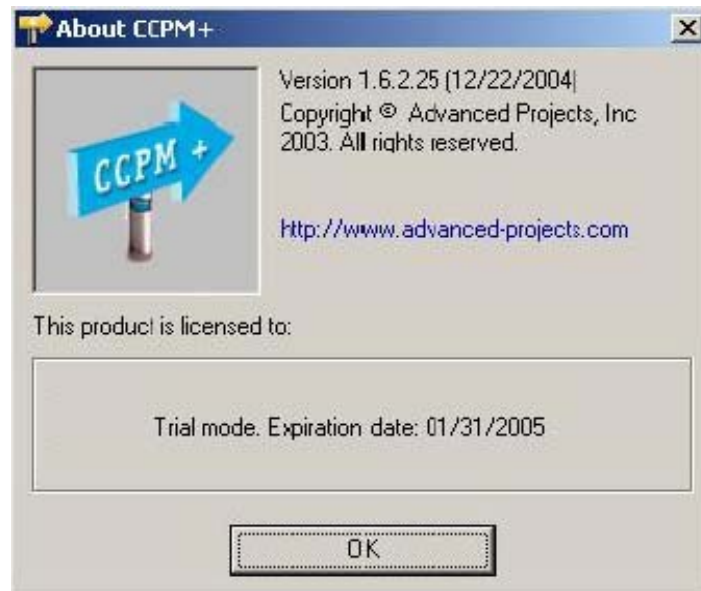 About CCPM+
Version 1.6.2.25 (12/22/2004|
Copyright © Advanced Projects, Inc
2003. All rights reserved.
CCPM +
http://www.advanced-projects.com
This product is licensed to:
Trial mode. Expiration date: 01/31/2005
OK